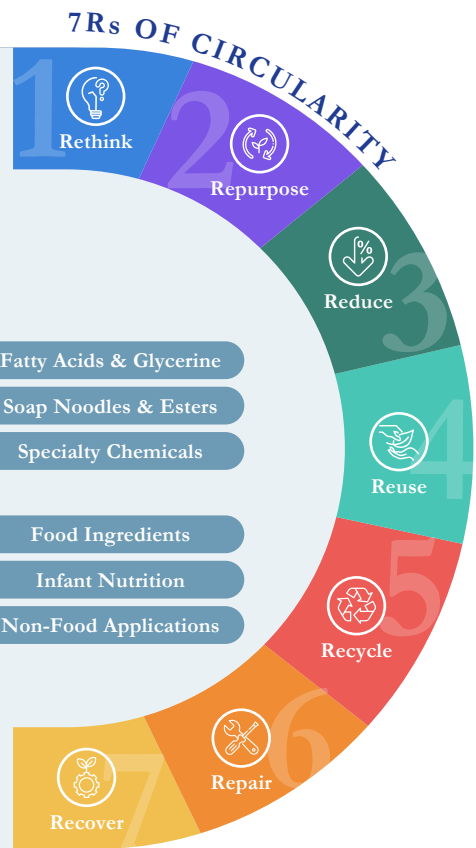 7Rs OF CIRCULARITY
1
Rethink
2
Repurpose
%
3
Reduce
Fatty Acids & Glycerine
Soap Noodles & Esters
Specialty Chemicals
4
Reuse
Food Ingredients
Infant Nutrition
Non-Food Applications
5
Recycle
6
Repair
7
Recover